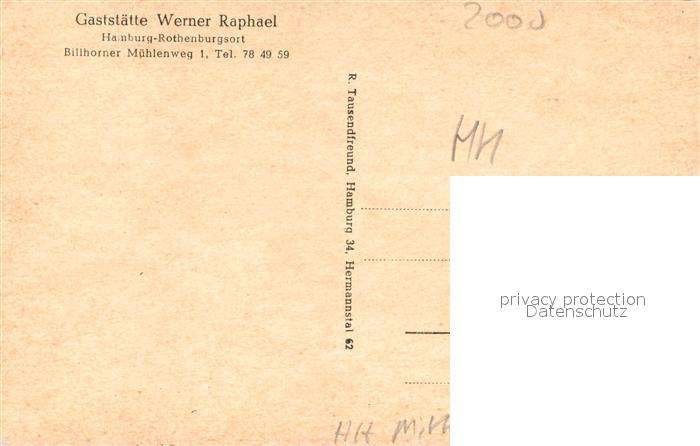 Gaststätte Werner Raphael
Hamburg-Rothenburgsort
Billhorner Mühlenweg 1, Tel. 78 49 59
R. Tausendfreund, Hamburg 34, Hermannstal 62
2000
HH
privacy protection
Datenschutz
HH